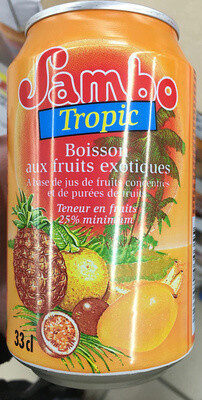 Sambo
Tropic
Boisson
aux fruits exotiques
A base de jus de fruits concentrés
et de purées de fruits
Teneur en fruits
25% minimum
33cl